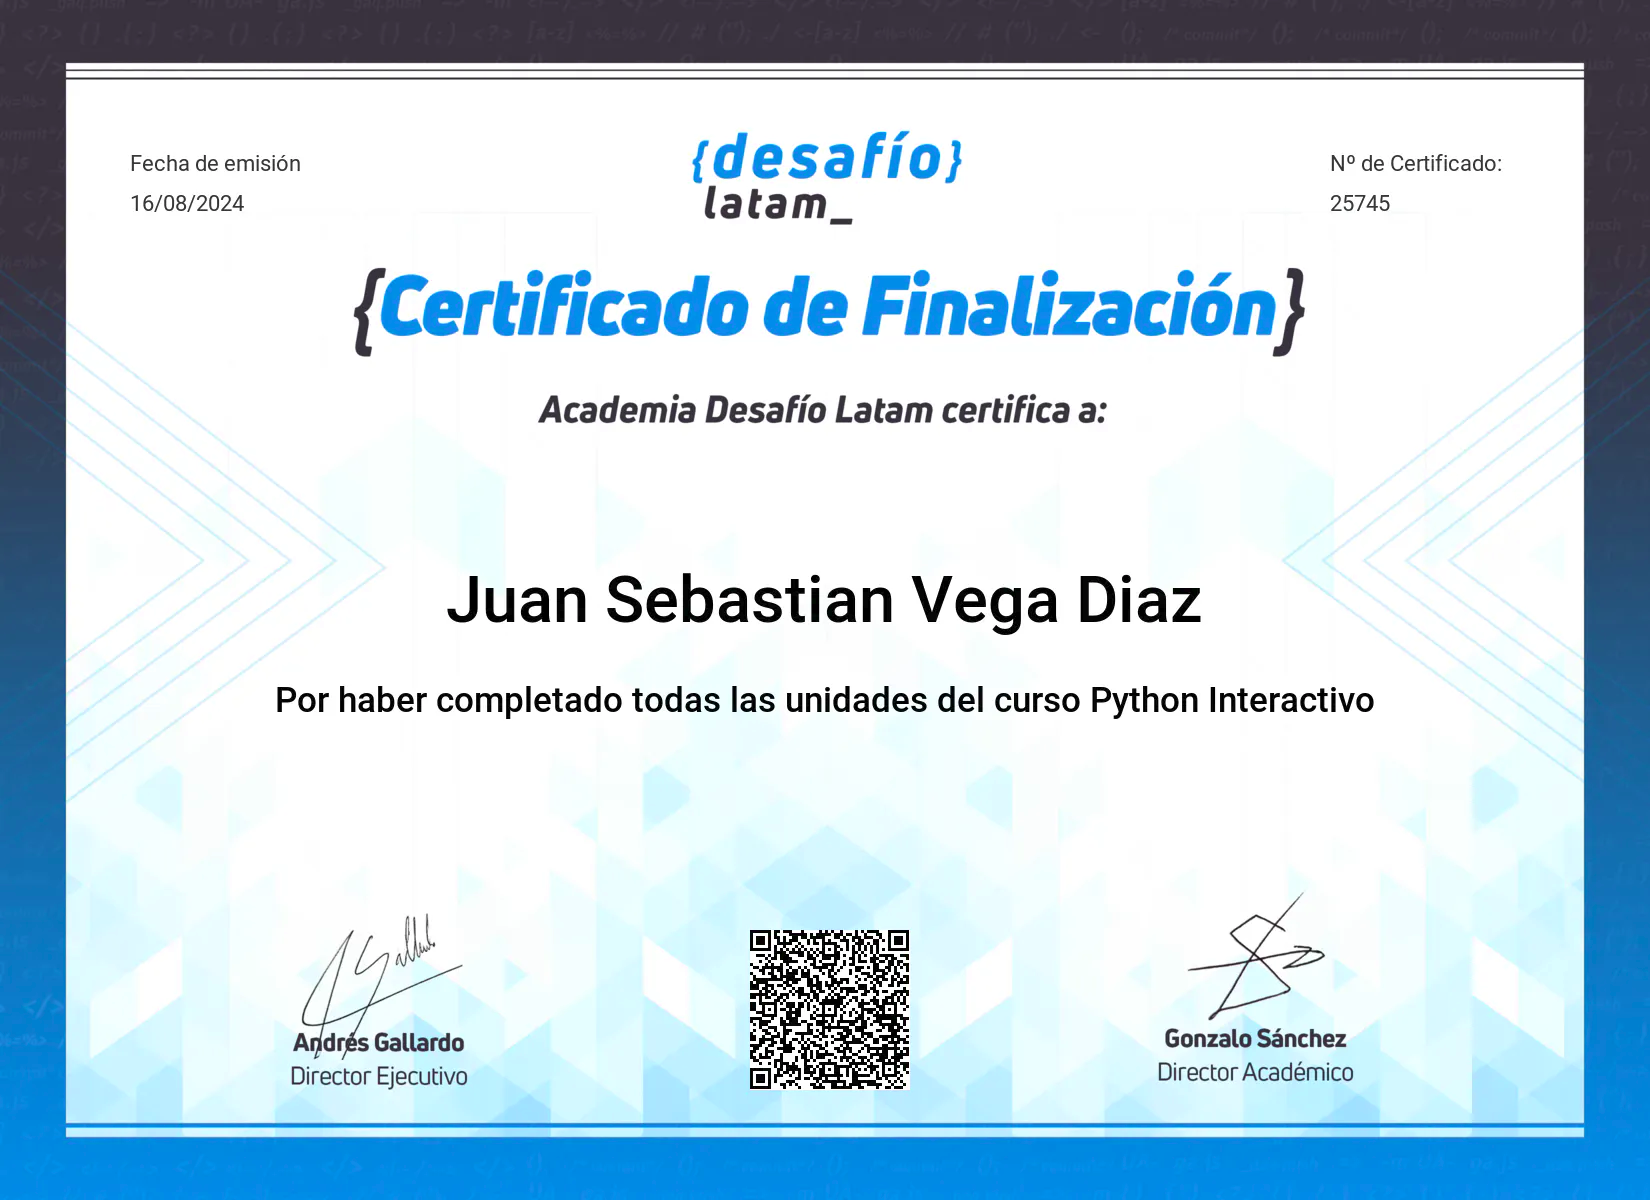 Fecha de emisión
16/08/2024
{desafío}
latam_
Nº de Certificado:
25745
{Certificado de Finalización}
Academia Desafío Latam certifica a:
Juan Sebastian Vega Diaz
Por haber completado todas las unidades del curso Python Interactivo
Andrés Gallardo
Director Ejecutivo
Gonzalo Sánchez
Director Académico